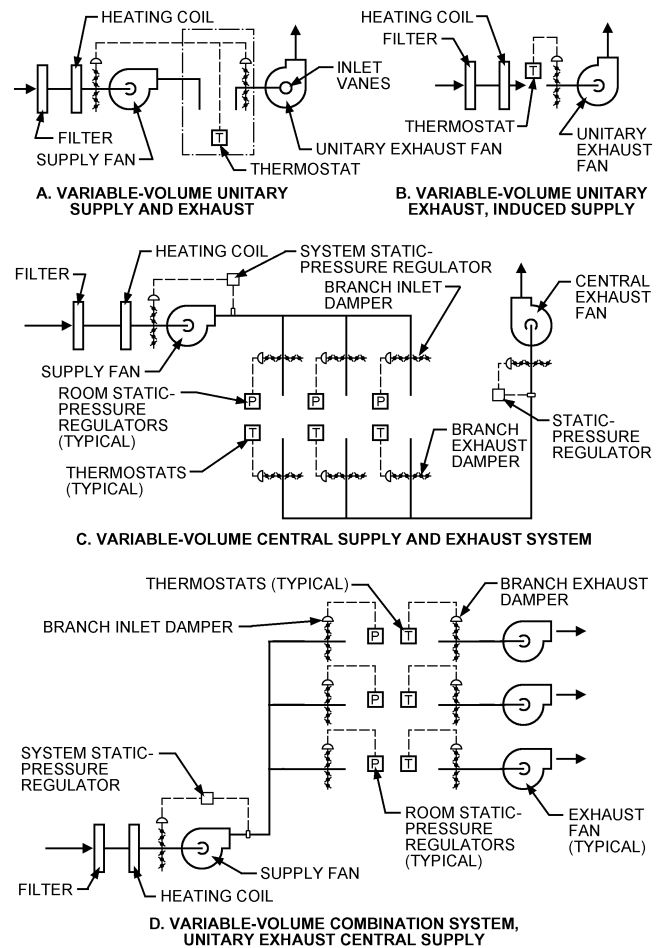 HEATING COIL
INLET
VANES
FILTER
SUPPLY FAN
T
UNITARY EXHAUST FAN
THERMOSTAT
A. VARIABLE-VOLUME UNITARY
SUPPLY AND EXHAUST
HEATING COIL
FILTER
T
THERMOSTAT
UNITARY
EXHAUST
FAN
B. VARIABLE-VOLUME UNITARY
EXHAUST, INDUCED SUPPLY
FILTER
HEATING COIL
SYSTEM STATIC-
PRESSURE REGULATOR
BRANCH INLET
DAMPER
CENTRAL
EXHAUST
FAN
SUPPLY FAN
ROOM STATIC-
PRESSURE
REGULATORS
(TYPICAL)
P P P
T T T
THERMOSTATS
(TYPICAL)
BRANCH
EXHAUST
DAMPER
STATIC-
PRESSURE
REGULATOR
C. VARIABLE-VOLUME CENTRAL SUPPLY AND EXHAUST SYSTEM
THERMOSTATS (TYPICAL)
BRANCH EXHAUST
DAMPER
BRANCH INLET DAMPER
P T
P T
P T
SYSTEM STATIC-
PRESSURE
REGULATOR
ROOM STATIC-
PRESSURE
REGULATORS
(TYPICAL)
EXHAUST
FAN
(TYPICAL)
SUPPLY FAN
FILTER
HEATING COIL
D. VARIABLE-VOLUME COMBINATION SYSTEM,
UNITARY EXHAUST CENTRAL SUPPLY